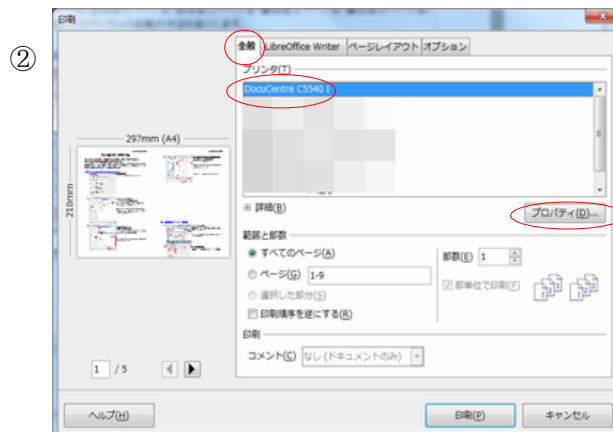 ②
印刷
全般 LibreOffice Writer ページレイアウト オプション
プリンタ(T)
DocuCentre C5540 I
297mm (A4)
210mm
詳細(B)
プロパティ(D)...
範囲と部数
すべてのページ(A)
部数(E) 1
ページ(G) 1-9
選択した部分(S)
部単位で印刷(F)
印刷順序を逆にする(R)
印刷
コメント(C) なし (ドキュメントのみ)
1 / 5
ヘルプ(H)
印刷(P)
キャンセル